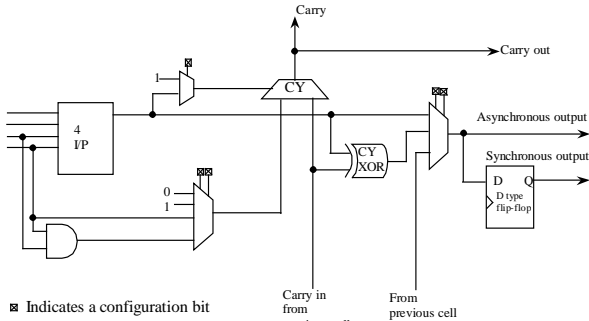 Carry
Carry out
1
CY
4
I/P
Asynchronous output
CY
XOR
Synchronous output
0
1
D Q
D type
flip-flop
Indicates a configuration bit
Carry in
from
From
previous cell